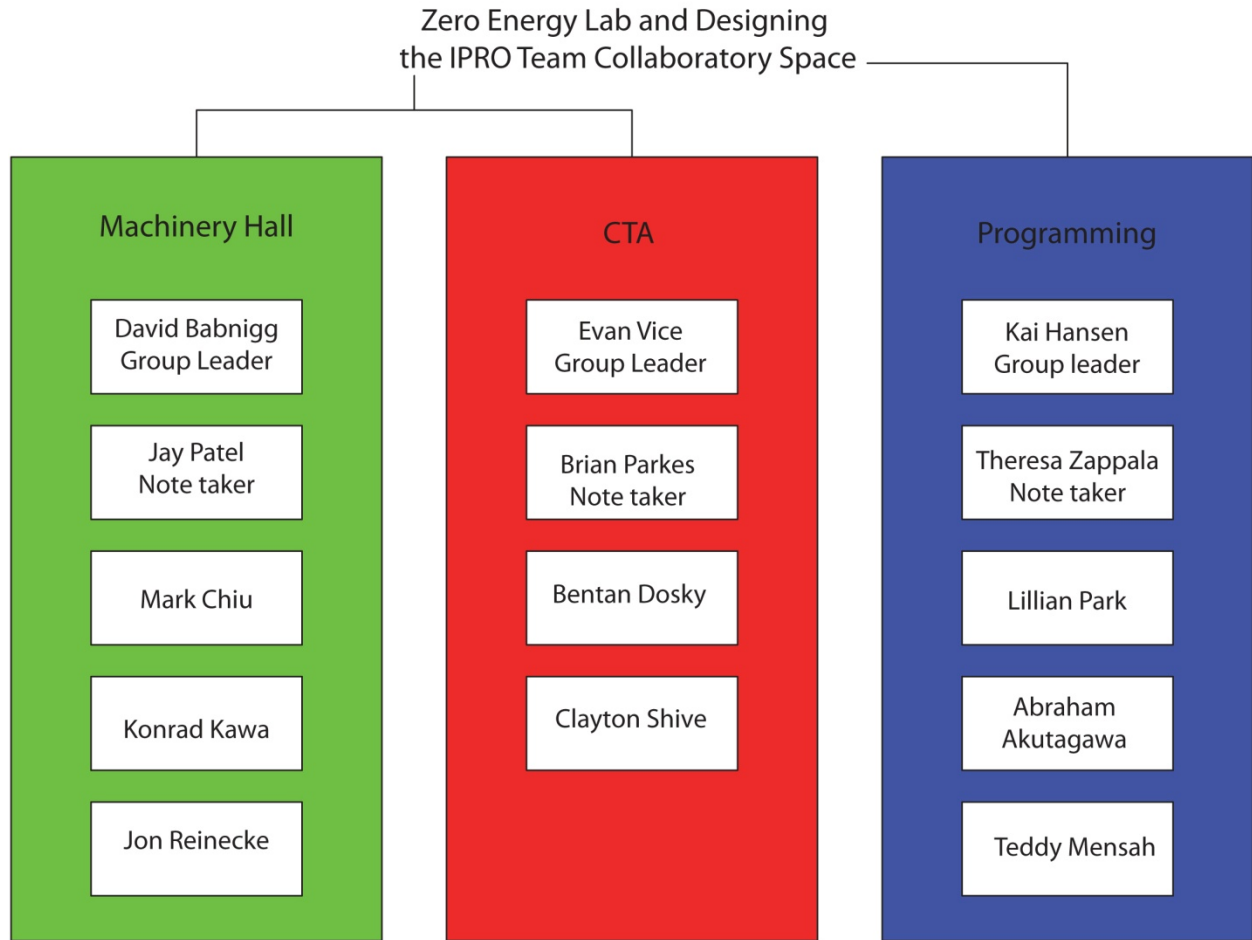 Zero Energy Lab and Designing
the IPRO Team Collaboratory Space
Machinery Hall
David Babnigg
Group Leader
Jay Patel
Note taker
Mark Chiu
Konrad Kawa
Jon Reinecke
CTA
Evan Vice
Group Leader
Brian Parkes
Note taker
Bentan Dosky
Clayton Shive
Programming
Kai Hansen
Group leader
Theresa Zappala
Note taker
Lillian Park
Abraham
Akutagawa
Teddy Mensah